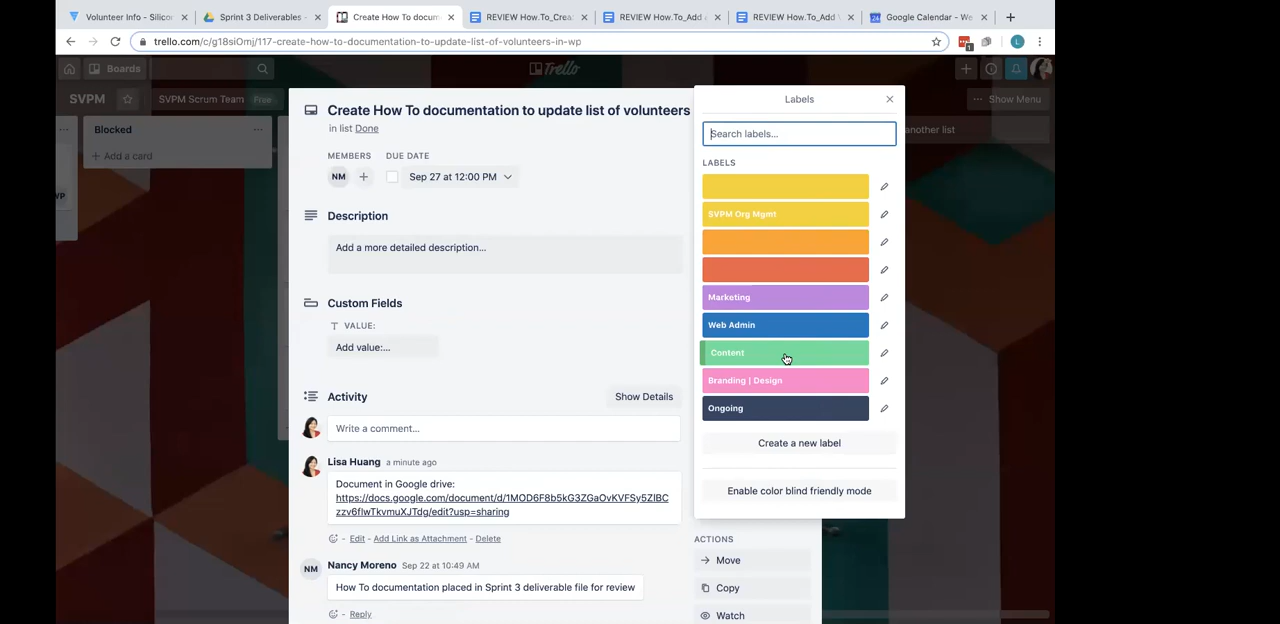 Volunteer Info - Silicon
Sprint 3 Deliverables -
Create How To docum
REVIEW How.To_Crea
REVIEW How.To_Add
REVIEW How.To_Add
Google Calendar - We
trello.com/c/g18siOmj/117-create-how-to-documentation-to-update-list-of-volunteers-in-wp
1
L
Boards
Trello
SVPM
SVPM Scrum Team
Free
Show Menu
Blocked
+ Add a card
WP
another list
Create How To documentation to update list of volunteers
in list Done
MEMBERS
DUE DATE
NM
Sep 27 at 12:00 PM
Description
Add a more detailed description...
Custom Fields
VALUE:
Add value:...
Activity
Show Details
Write a comment...
Lisa Huang a minute ago
Document in Google drive:
https://docs.google.com/document/d/1MOD6F8b5kG3ZGaOvKVFSy5ZIBC
zzv6flwTkvmuXJTdg/edit?usp=sharing
- Edit - Add Link as Attachment - Delete
NM
Nancy Moreno Sep 22 at 10:49 AM
How To documentation placed in Sprint 3 deliverable file for review
- Reply
Labels
Search labels...
LABELS
SVPM Org Mgmt
Marketing
Web Admin
Content
Branding | Design
Ongoing
Create a new label
Enable color blind friendly mode
ACTIONS
Move
Copy
Watch